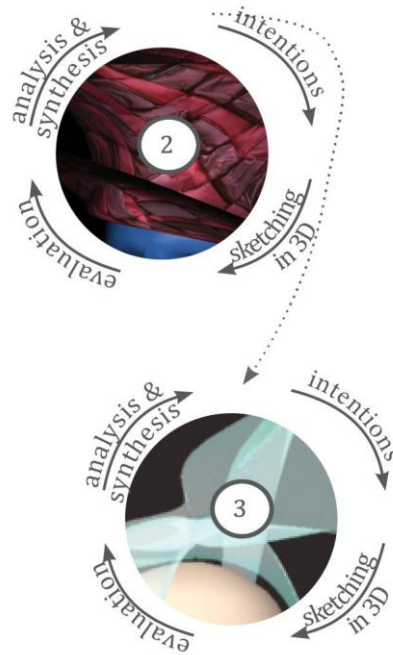 analysis &
synthesis
intentions
2
sketching
in 3D
evaluation
analysis &
synthesis
intentions
3
sketching
in 3D
evaluation